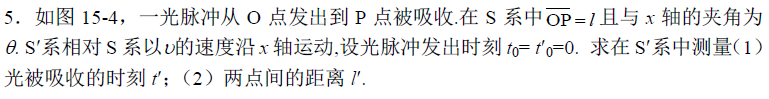 5．如图 15-4，一光脉冲从 O 点发出到 P 点被吸收.在 S 系中$\overline{OP}$=l 且与 x 轴的夹角为
θ. S′系相对 S 系以υ的速度沿 x 轴运动,设光脉冲发出时刻 t₀= t′₀=0. 求在 S′系中测量(1)
光被吸收的时刻 t′;（2）两点间的距离 l′.